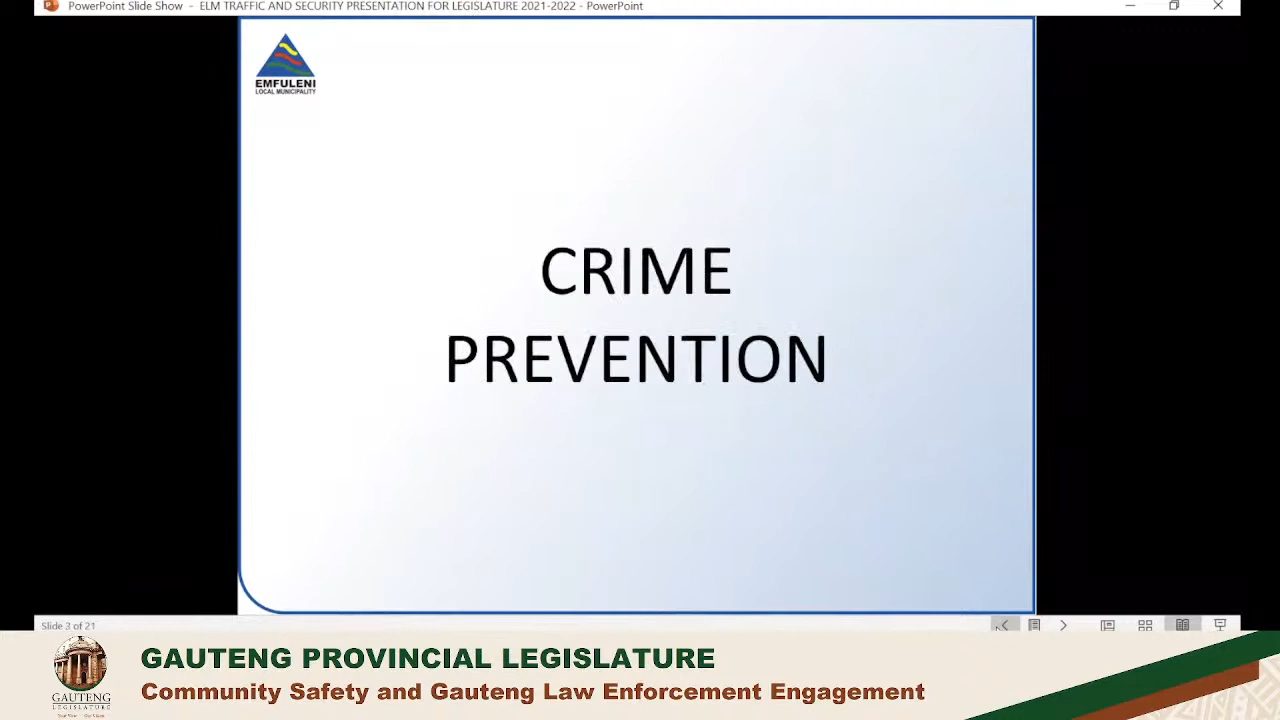 PowerPoint Slide Show - ELM TRAFFIC AND SECURITY PRESENTATION FOR LEGISLATURE 2021-2022 - PowerPoint
EMFULENI
LOCAL MUNICIPALITY
CRIME
PREVENTION
Slide 3 of 21
GAUTENG PROVINCIAL LEGISLATURE
Community Safety and Gauteng Law Enforcement Engagement
GAUTENG
LEGISLATURE